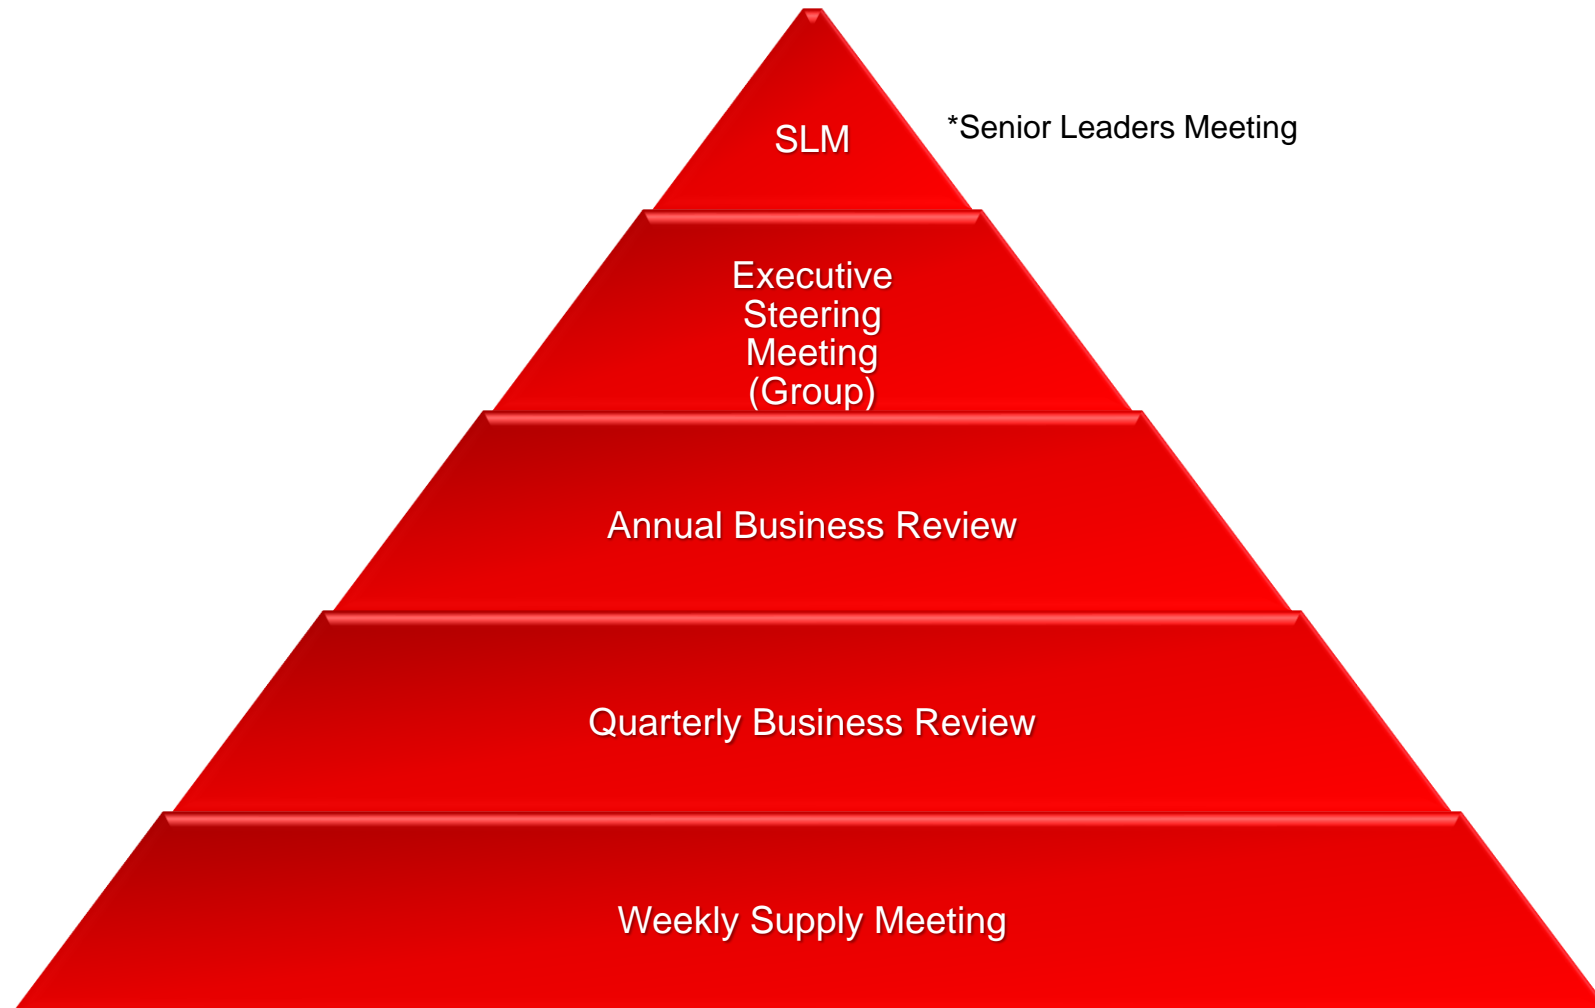 SLM
*Senior Leaders Meeting
Executive
Steering
Meeting
(Group)
Annual Business Review
Quarterly Business Review
Weekly Supply Meeting